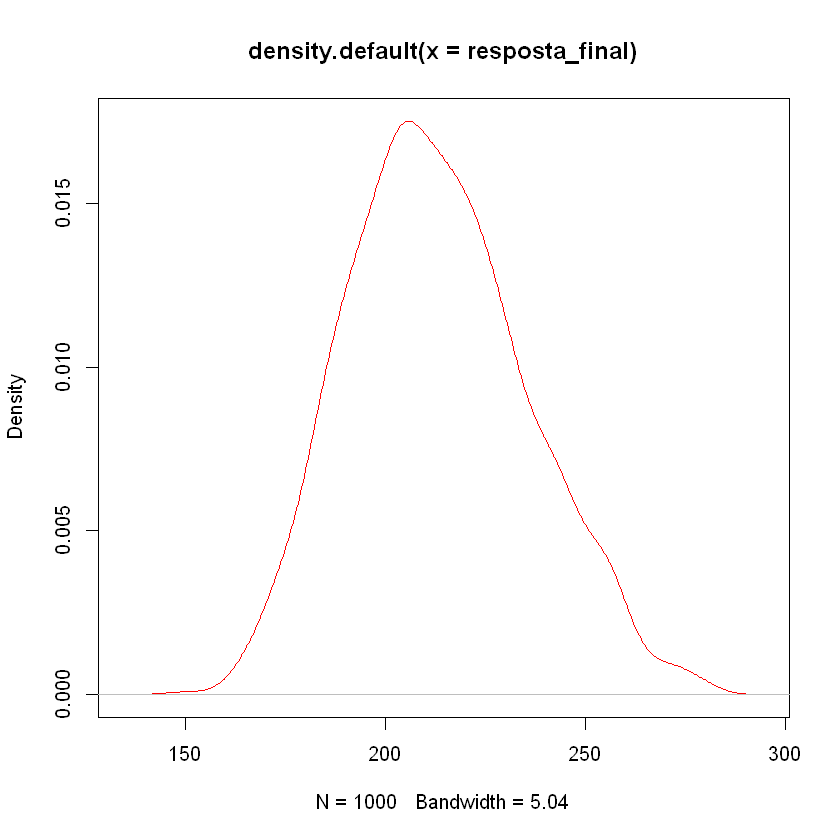 density.default(x = resposta_final)
Density
0.015
0.010
0.005
0.000
150 200 250 300
N = 1000 Bandwidth = 5.04